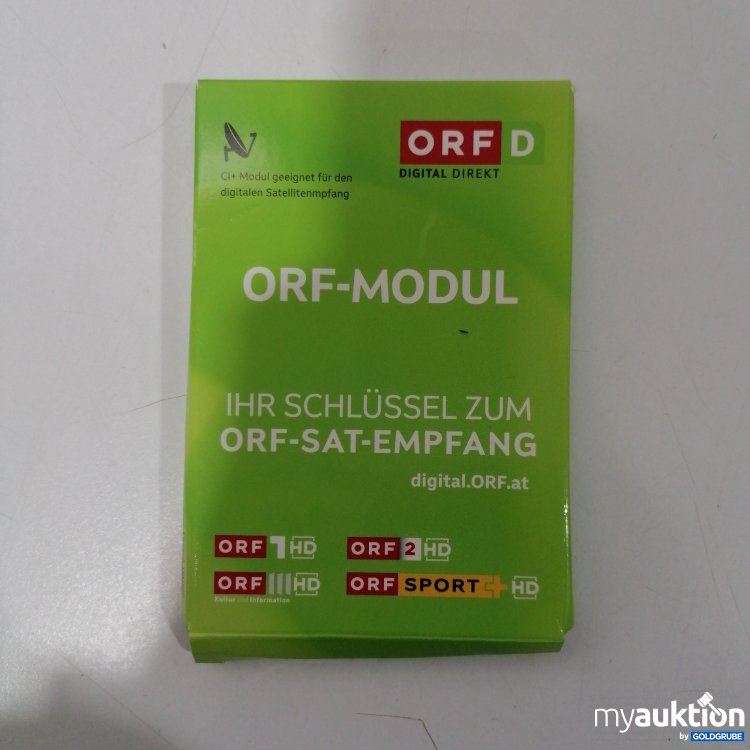 CI+ Modul geeignet für den
digitalen Satellitenmpfang
ORF D
DIGITAL DIREKT
ORF-MODUL
IHR SCHLÜSSEL ZUM
ORF-SAT-EMPFANG
digital.ORF.at
ORF 1 HD
ORF 2 HD
ORF III HD
Kultur und Information
ORF SPORT+ HD
myauktion
by GOLDGRUBE